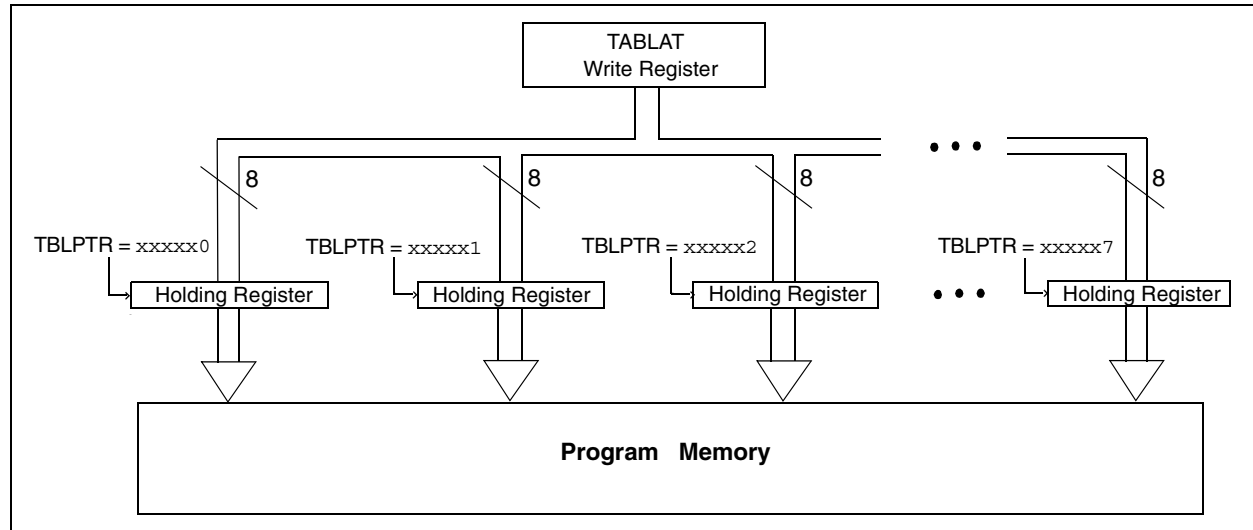 TABLAT
Write Register
8
8
8
8
TBLPTR = xxxxx0
TBLPTR = xxxxx1
TBLPTR = xxxxx2
TBLPTR = xxxxx7
Holding Register
Holding Register
Holding Register
Holding Register
Program Memory